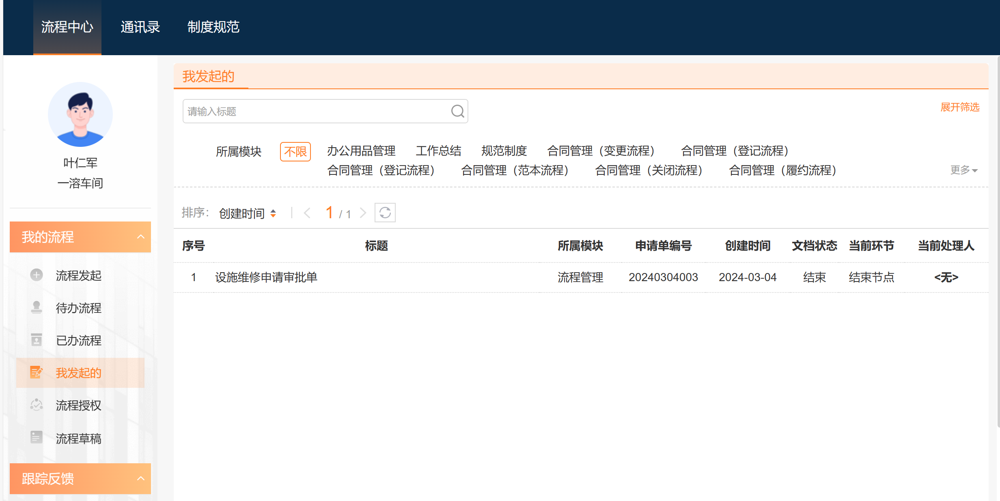 流程中心 通讯录 制度规范
叶仁军
一溶车间
我的流程
流程发起
待办流程
已办流程
我发起的
流程授权
流程草稿
跟踪反馈
我发起的
请输入标题
展开筛选
所属模块 不限 办公用品管理 工作总结 规范制度 合同管理（变更流程） 合同管理（登记流程）
合同管理（登记流程） 合同管理（范本流程） 合同管理（关闭流程） 合同管理（履约流程） 更多
排序： 创建时间 1 / 1
序号 标题 所属模块 申请单编号 创建时间 文档状态 当前环节 当前处理人
1 设施维修申请审批单 流程管理 20240304003 2024-03-04 结束 结束节点 <无>